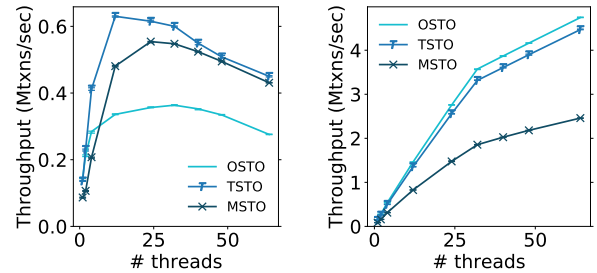 Throughput (Mtxns/sec)
0.6
0.4
0.2
0.0
OSTO
TSTO
MSTO
0 25 50
# threads
Throughput (Mtxns/sec)
OSTO
TSTO
MSTO
4
3
2
1
0
0 25 50
# threads